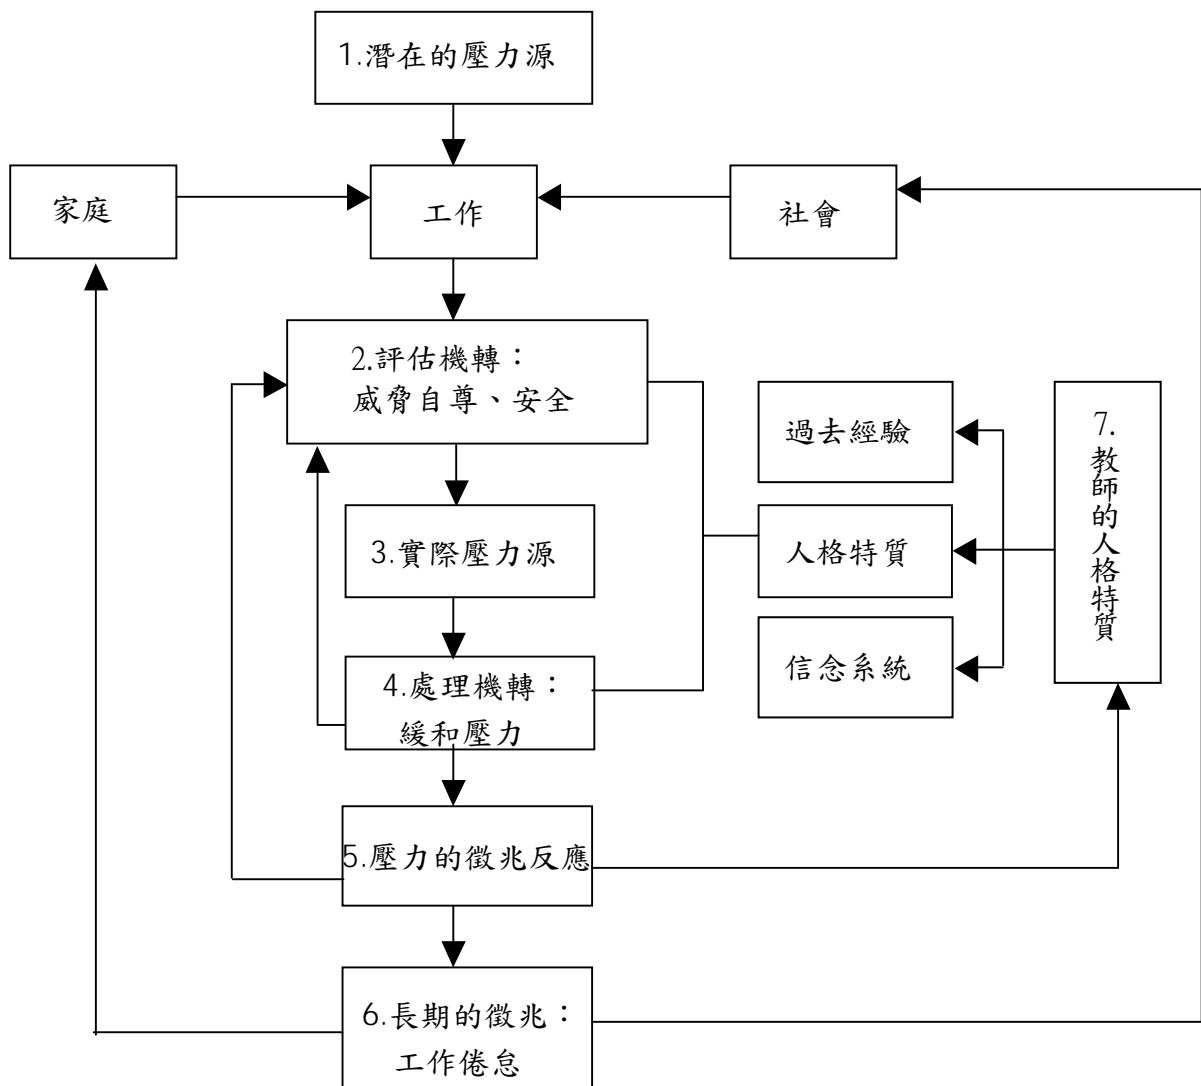 1.潛在的壓力源
家庭
工作
社會
2.評估機轉：
威脅自尊、安全
過去經驗
7.教師的人格特質
3.實際壓力源
人格特質
4.處理機轉：
緩和壓力
信念系統
5.壓力的徵兆反應
6.長期的徵兆：
工作倦怠